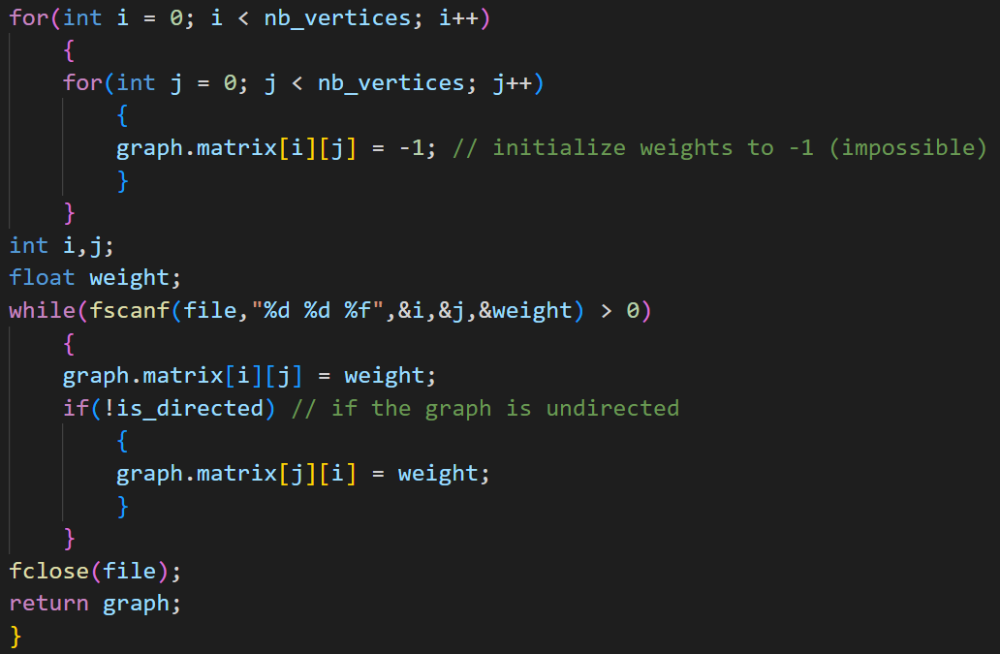 for(int i = 0; i < nb_vertices; i++)
    {
    for(int j = 0; j < nb_vertices; j++)
        {
        graph.matrix[i][j] = -1; // initialize weights to -1 (impossible)
        }
    }
int i,j;
float weight;
while(fscanf(file,"%d %d %f",&i,&j,&weight) > 0)
    {
    graph.matrix[i][j] = weight;
    if(!is_directed) // if the graph is undirected
        {
        graph.matrix[j][i] = weight;
        }
    }
fclose(file);
return graph;
}